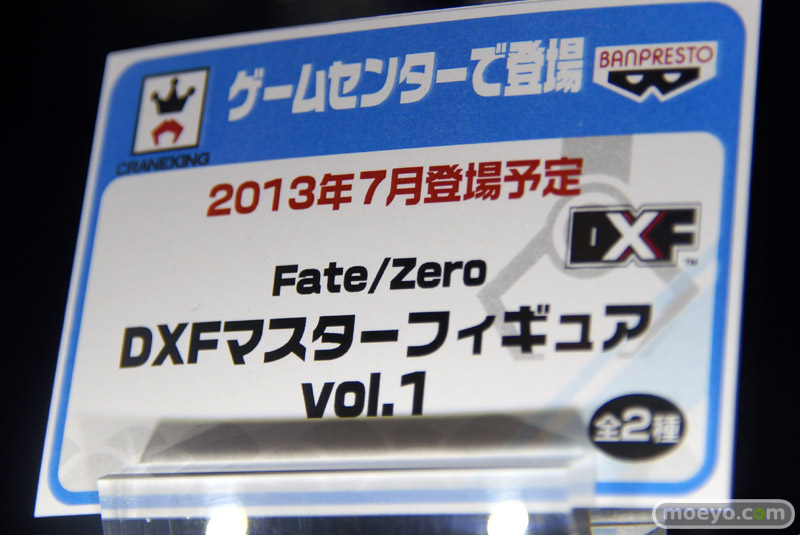 ゲームセンターで登場
BANPRESTO
CRANEKING
2013年7月登場予定
DXF
TM
Fate/Zero
DXFマスターフィギュア
vol.1
全2種
moeyo.com